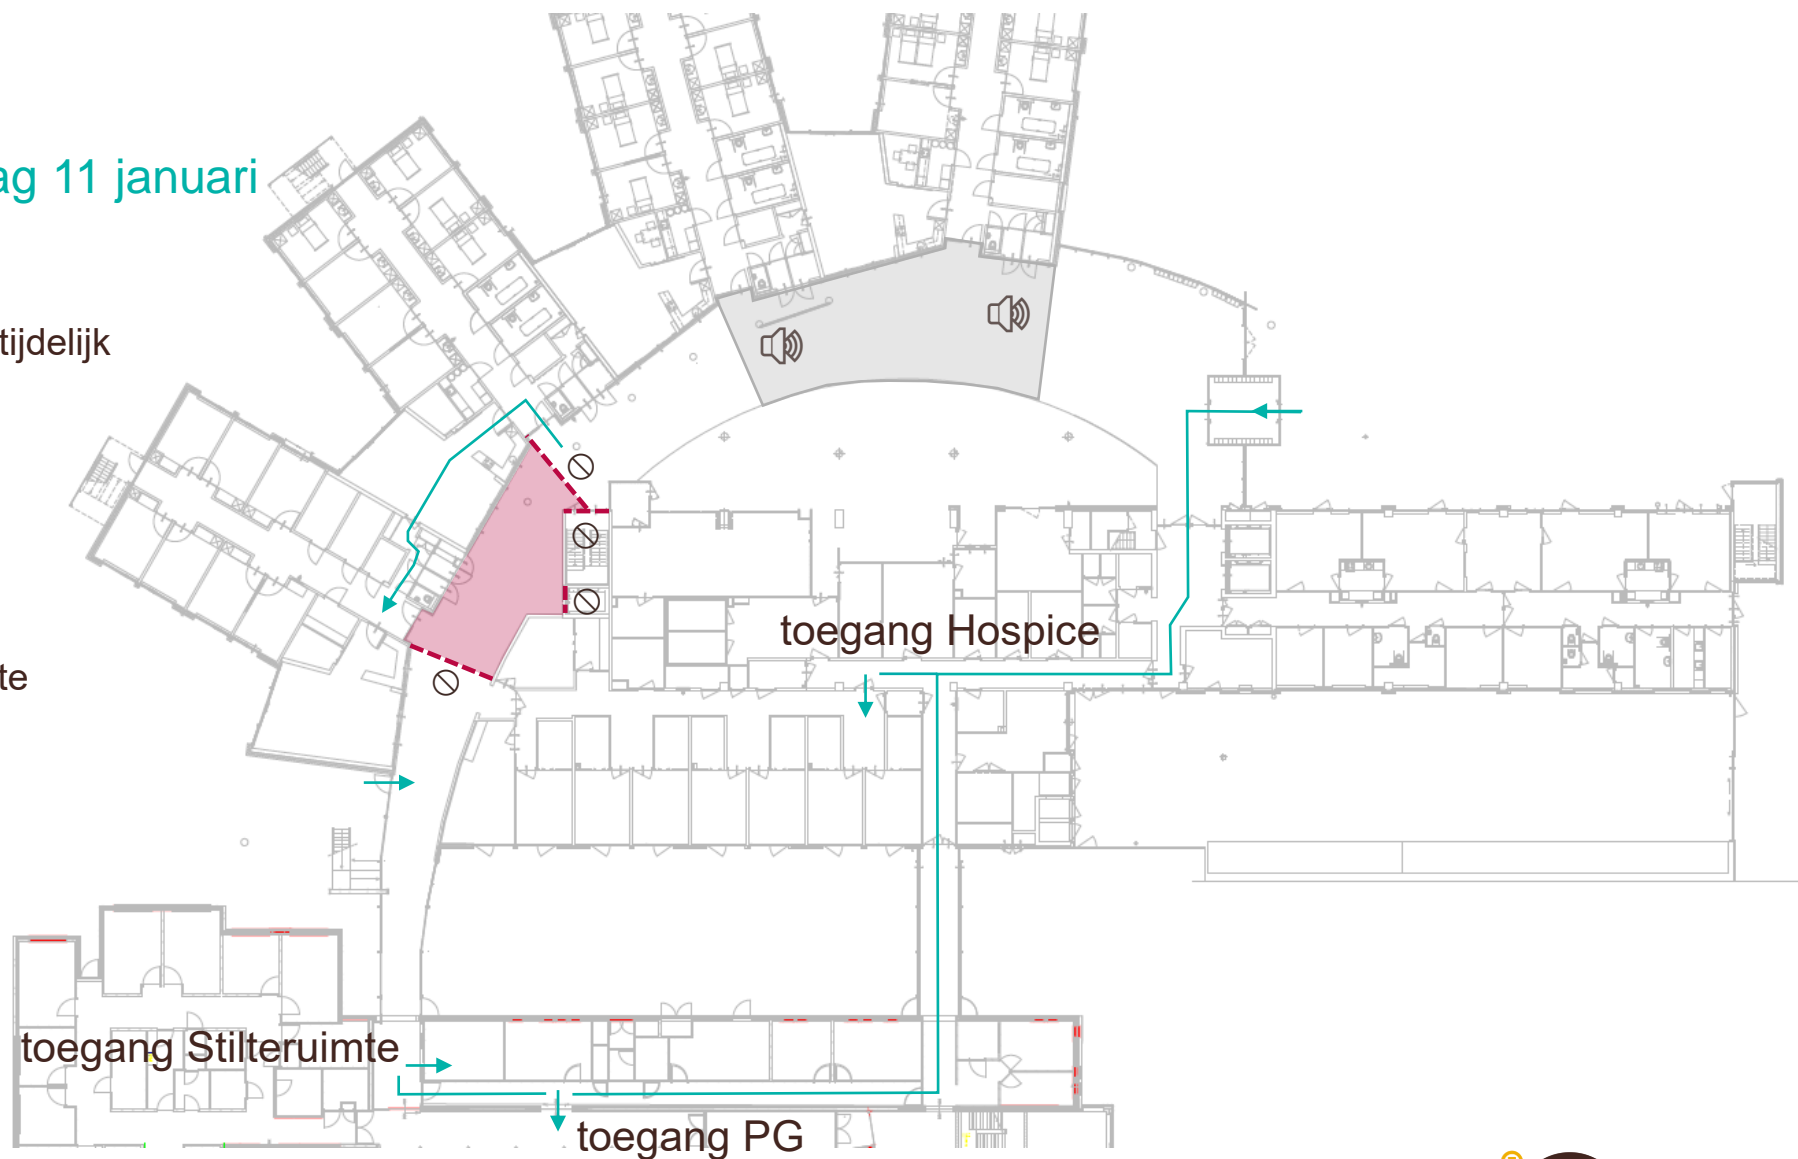 ag 11 januari
tijdelijk
te
toegang Hospice
toegang Stilteruimte
toegang PG